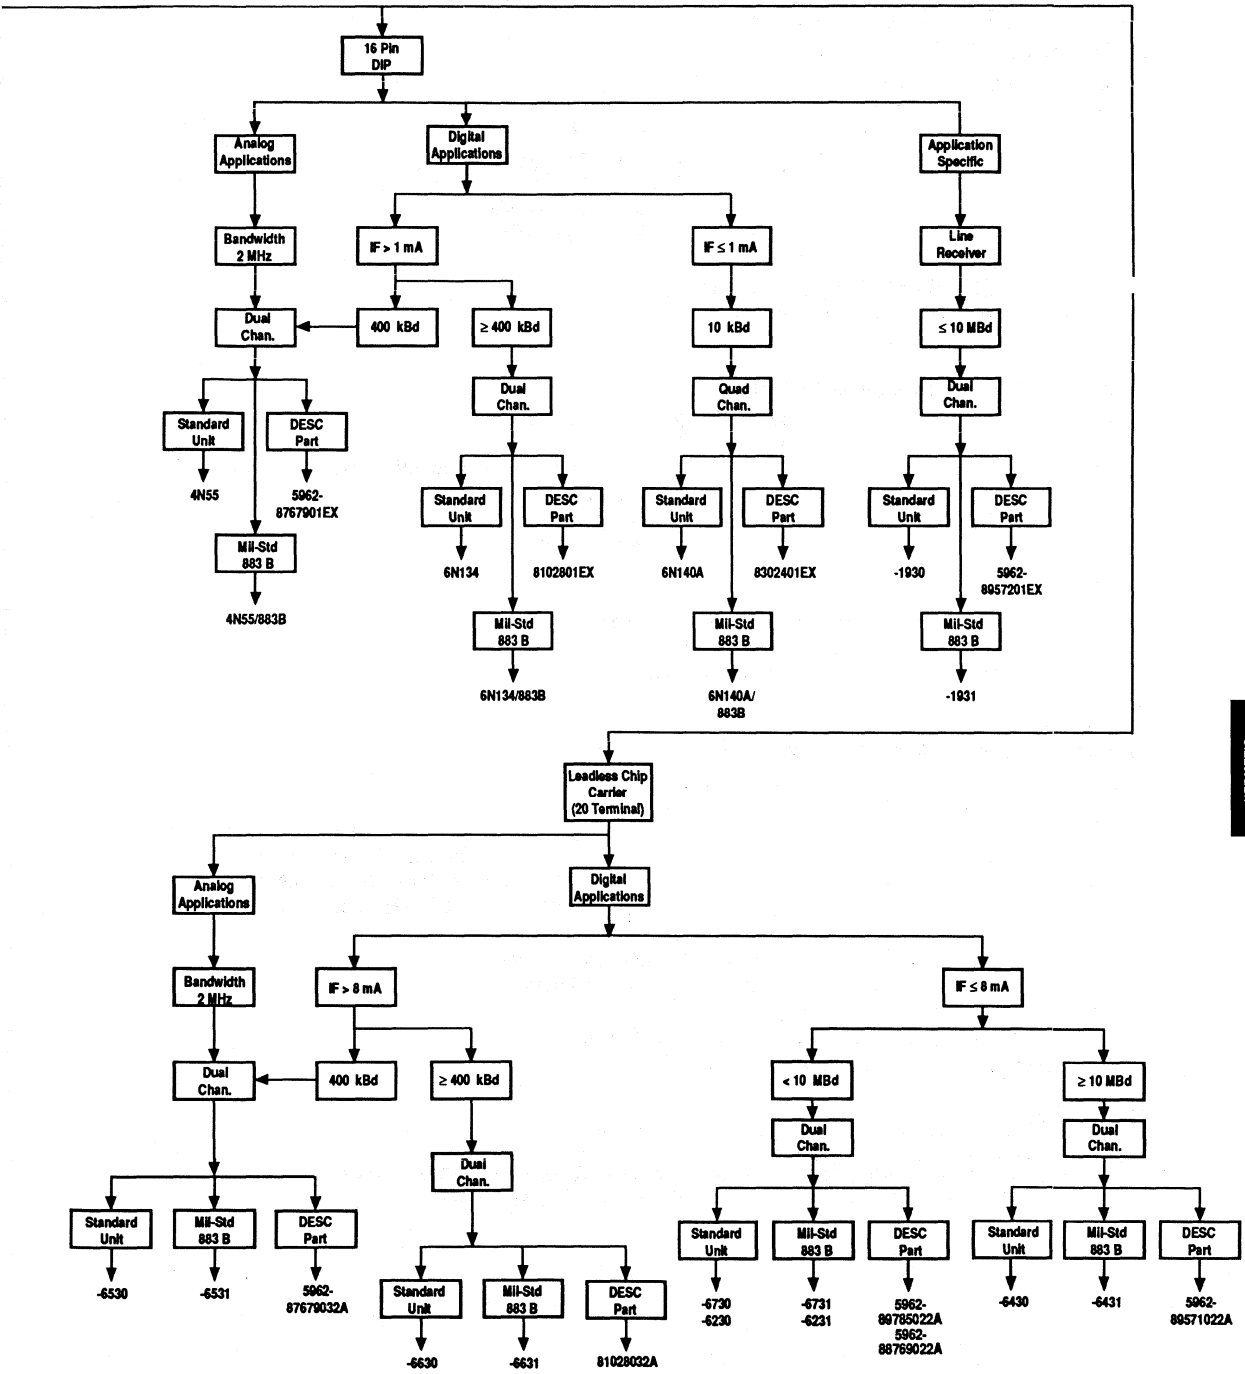 16 Pin
DIP
Analog
Applications
Digital
Applications
Application
Specific
Bandwidth
2 MHz
IF > 1 mA
IF ≤ 1 mA
Line
Receiver
Dual
Chan.
400 kBd
≥ 400 kBd
10 kBd
≤ 10 MBd
Dual
Chan.
Quad
Chan.
Dual
Chan.
Standard
Unit
DESC
Part
4N55
5962-
8767901EX
Standard
Unit
DESC
Part
Standard
Unit
DESC
Part
Standard
Unit
DESC
Part
Mil-Std
883 B
6N134
8102801EX
6N140A
8302401EX
-1930
5962-
8957201EX
4N55/883B
Mil-Std
883 B
Mil-Std
883 B
Mil-Std
883 B
6N134/883B
6N140A/
883B
-1931
Leadless Chip
Carrier
(20 Terminal)
Analog
Applications
Digital
Applications
Bandwidth
2 MHz
IF > 8 mA
IF ≤ 8 mA
Dual
Chan.
400 kBd
≥ 400 kBd
< 10 MBd
≥ 10 MBd
Dual
Chan.
Dual
Chan.
Dual
Chan.
Standard
Unit
Mil-Std
883 B
DESC
Part
Standard
Unit
Mil-Std
883 B
DESC
Part
Standard
Unit
Mil-Std
883 B
DESC
Part
-6530
-6531
5962-
87679032A
Standard
Unit
Mil-Std
883 B
DESC
Part
-6730
-6230
-6731
-6231
5962-
89785022A
5962-
88769022A
-6430
-6431
5962-
89571022A
-6630
-6631
81028032A